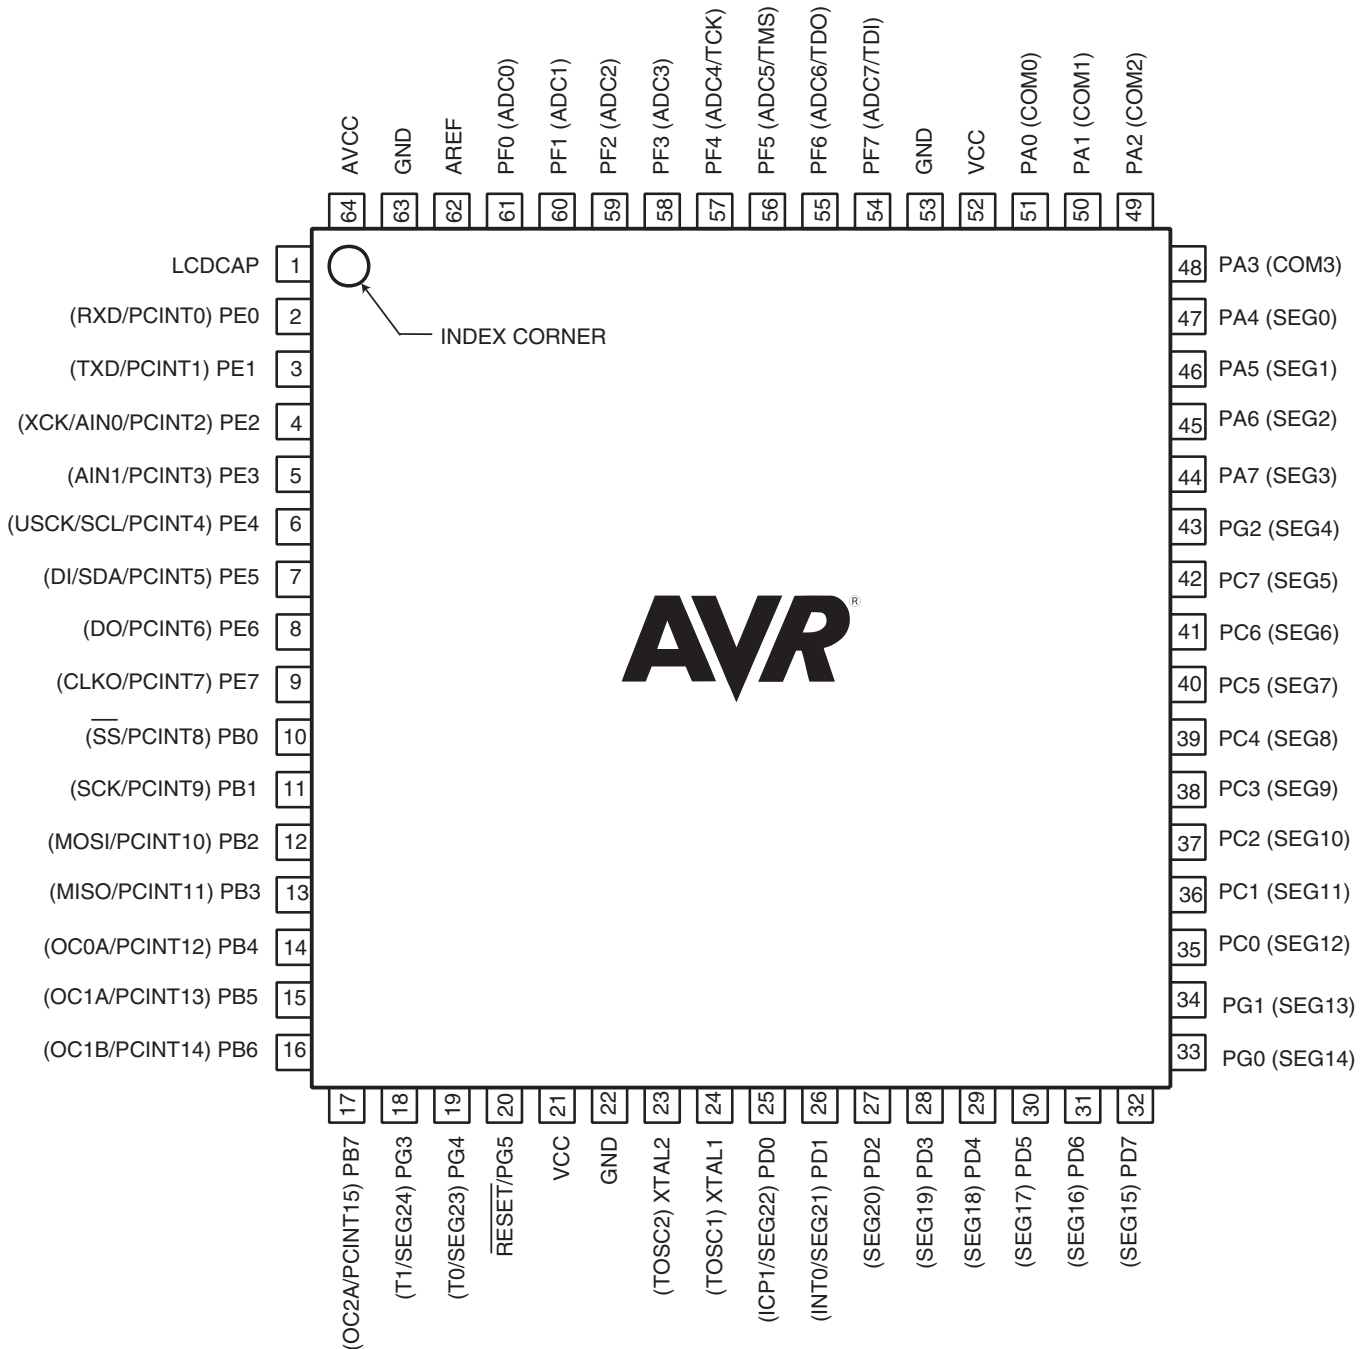 AVCC
GND
AREF
PF0 (ADC0)
PF1 (ADC1)
PF2 (ADC2)
PF3 (ADC3)
PF4 (ADC4/TCK)
PF5 (ADC5/TMS)
PF6 (ADC6/TDO)
PF7 (ADC7/TDI)
GND
VCC
PA0 (COM0)
PA1 (COM1)
PA2 (COM2)
64
63
62
61
60
59
58
57
56
55
54
53
52
51
50
49
LCDCAP 1
(RXD/PCINT0) PE0 2
(TXD/PCINT1) PE1 3
(XCK/AIN0/PCINT2) PE2 4
(AIN1/PCINT3) PE3 5
(USCK/SCL/PCINT4) PE4 6
(DI/SDA/PCINT5) PE5 7
(DO/PCINT6) PE6 8
(CLKO/PCINT7) PE7 9
(SS/PCINT8) PB0 10
(SCK/PCINT9) PB1 11
(MOSI/PCINT10) PB2 12
(MISO/PCINT11) PB3 13
(OC0A/PCINT12) PB4 14
(OC1A/PCINT13) PB5 15
(OC1B/PCINT14) PB6 16
INDEX CORNER
AVR®
48 PA3 (COM3)
47 PA4 (SEG0)
46 PA5 (SEG1)
45 PA6 (SEG2)
44 PA7 (SEG3)
43 PG2 (SEG4)
42 PC7 (SEG5)
41 PC6 (SEG6)
40 PC5 (SEG7)
39 PC4 (SEG8)
38 PC3 (SEG9)
37 PC2 (SEG10)
36 PC1 (SEG11)
35 PC0 (SEG12)
34 PG1 (SEG13)
33 PG0 (SEG14)
17
18
19
20
21
22
23
24
25
26
27
28
29
30
31
32
(OC2A/PCINT15) PB7
(T1/SEG24) PG3
(T0/SEG23) PG4
RESET/PG5
VCC
GND
(TOSC2) XTAL2
(TOSC1) XTAL1
(ICP1/SEG22) PD0
(INT0/SEG21) PD1
(SEG20) PD2
(SEG19) PD3
(SEG18) PD4
(SEG17) PD5
(SEG16) PD6
(SEG15) PD7